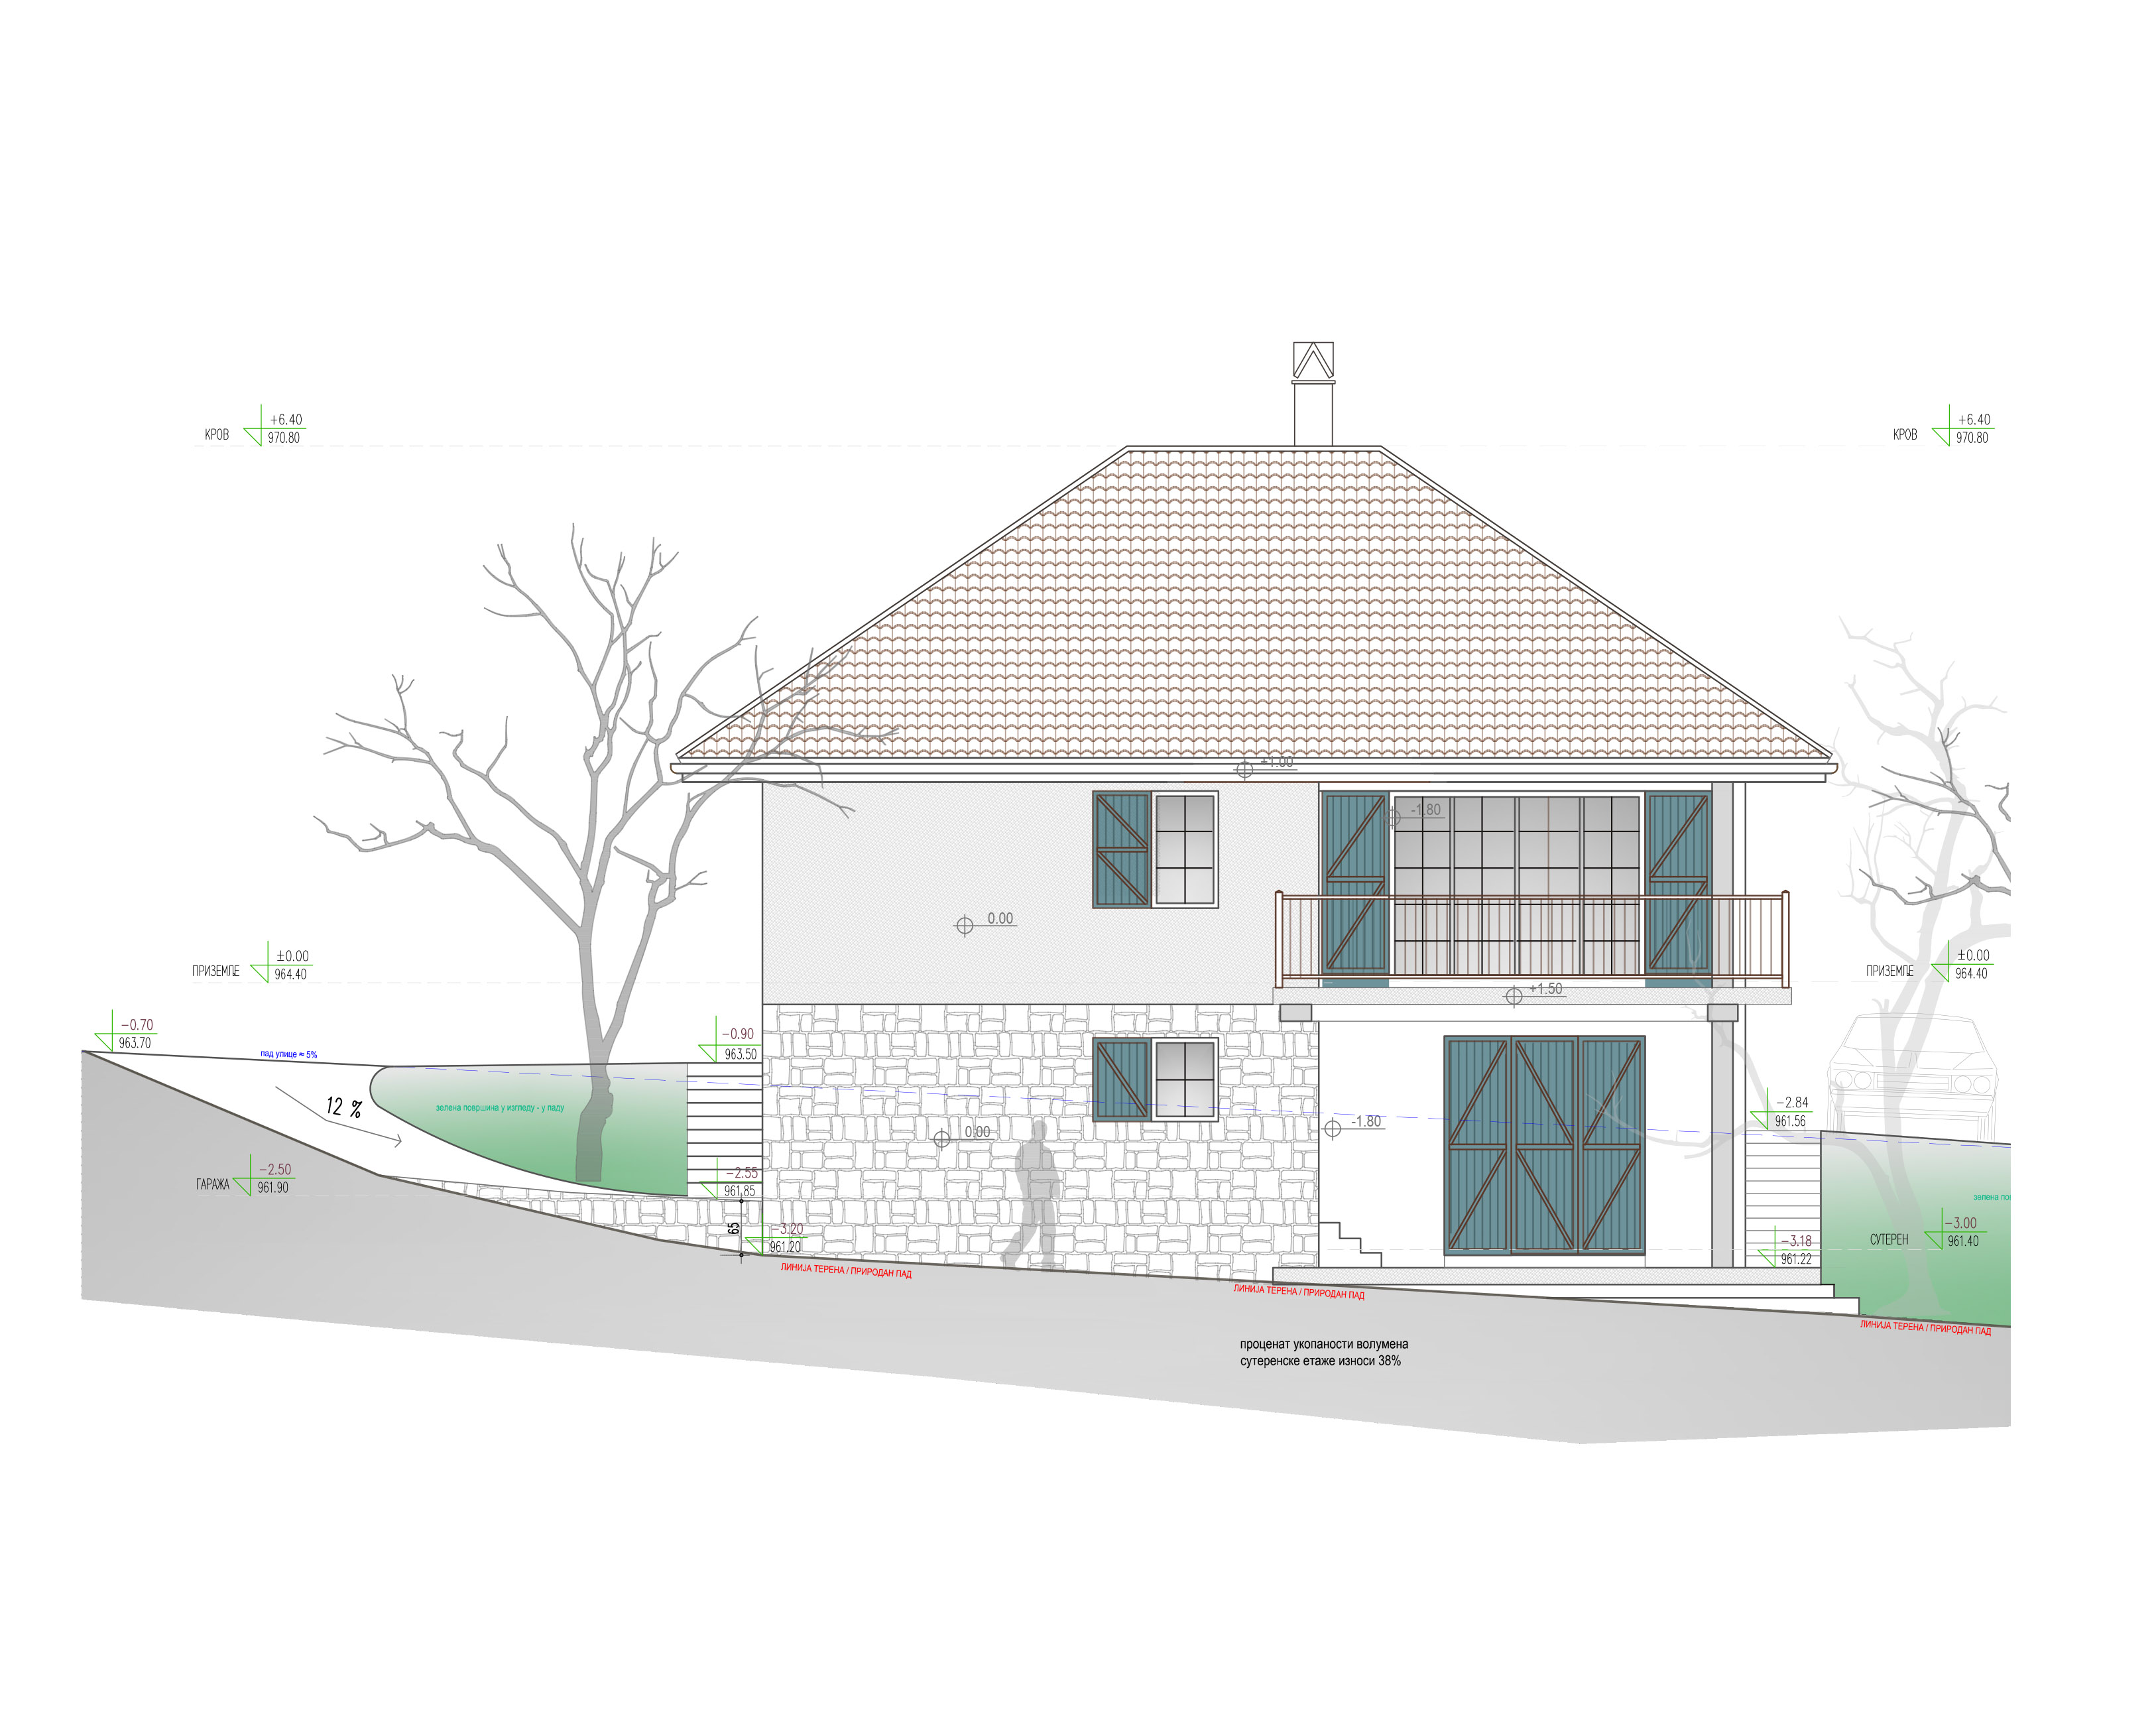 КРОВ
+6.40
970.80
КРОВ
+6.40
970.80
+1.00
-1.80
0.00
ПРИЗЕМЉЕ
±0.00
964.40
ПРИЗЕМЉЕ
±0.00
964.40
+1.50
−0.70
963.70
пад улице ≈ 5%
−0.90
963.50
12 %
зелена површина у изгледу - у паду
−2.84
961.56
-1.80
0.00
ГАРАЖА
−2.50
961.90
−2.55
961.85
65
−3.20
961.20
зелена по
СУТЕРЕН
−3.00
961.40
−3.18
961.22
ЛИНИЈА ТЕРЕНА / ПРИРОДАН ПАД
ЛИНИЈА ТЕРЕНА / ПРИРОДАН ПАД
ЛИНИЈА ТЕРЕНА / ПРИРОДАН ПАД
проценат укопаности волумена
сутеренске етаже износи 38%